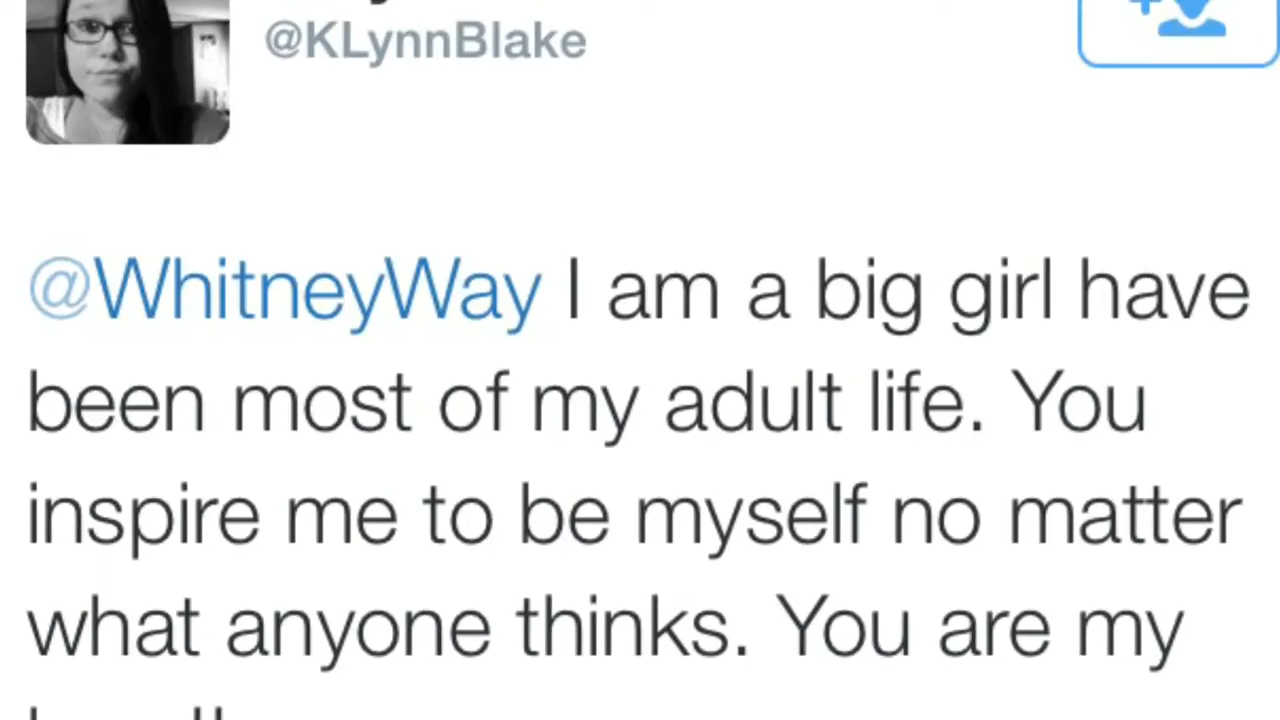 @KLynnBlake
@WhitneyWay I am a big girl have
been most of my adult life. You
inspire me to be myself no matter
what anyone thinks. You are my